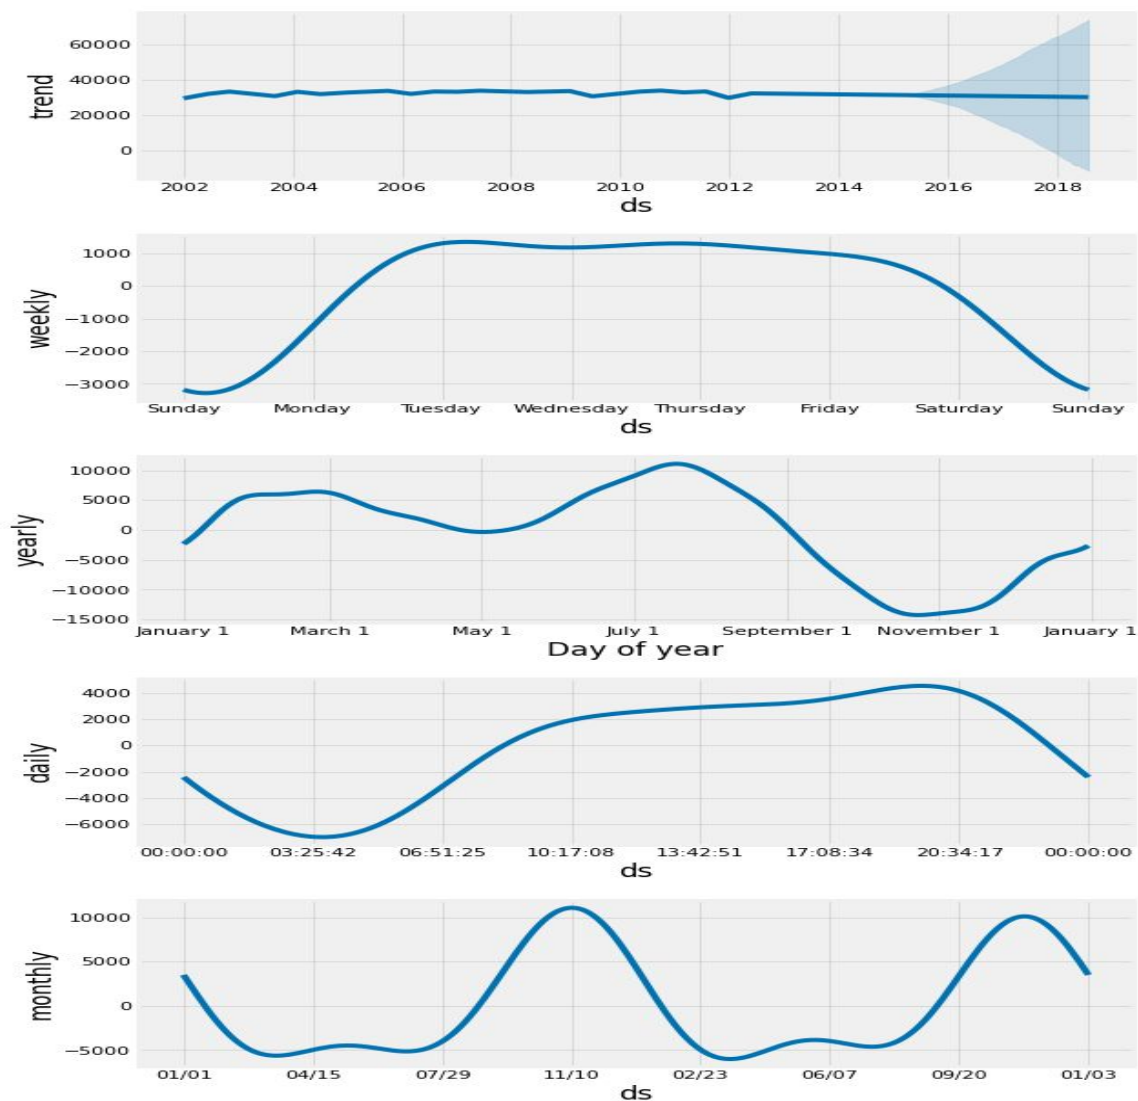 60000
40000
20000
0
trend
2002 2004 2006 2008 2010 2012 2014 2016 2018
ds
1000
0
−1000
−2000
−3000
weekly
Sunday Monday Tuesday Wednesday Thursday Friday Saturday Sunday
ds
10000
5000
0
−5000
−10000
−15000
yearly
January 1 March 1 May 1 July 1 September 1 November 1 January 1
Day of year
4000
2000
0
−2000
−4000
−6000
daily
00:00:00 03:25:42 06:51:25 10:17:08 13:42:51 17:08:34 20:34:17 00:00:00
ds
10000
5000
0
−5000
monthly
01/01 04/15 07/29 11/10 02/23 06/07 09/20 01/03
ds